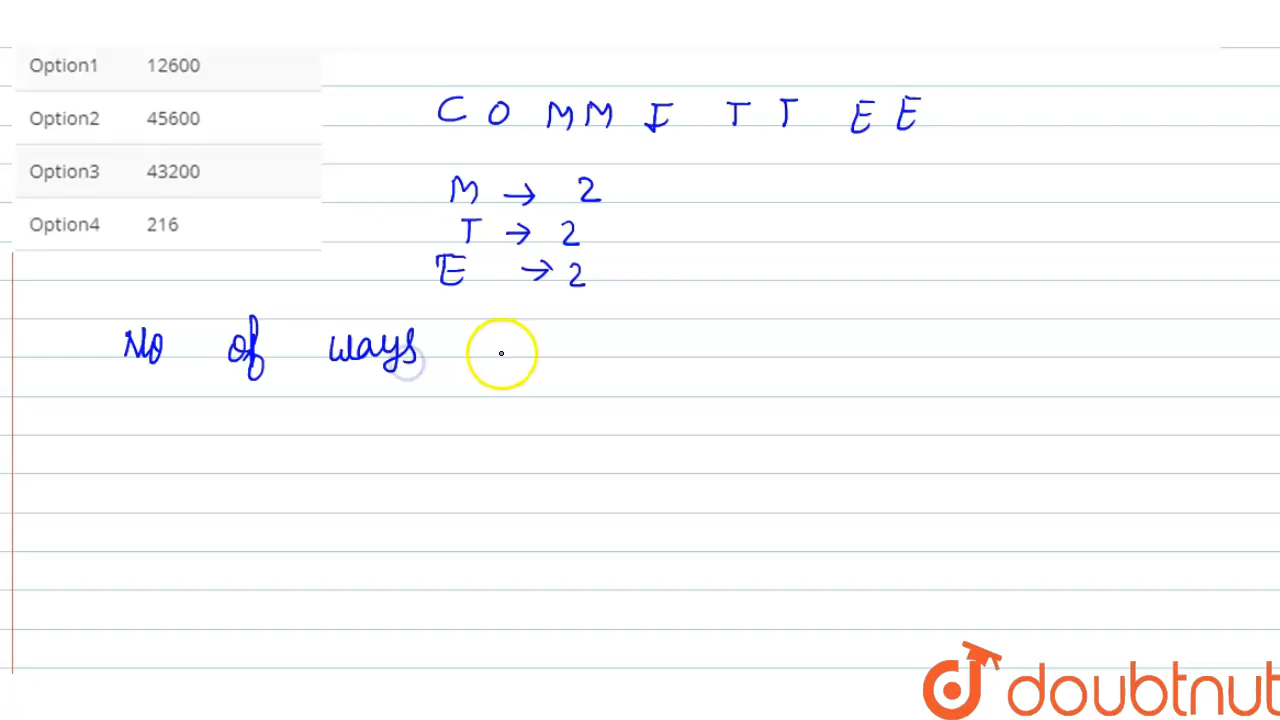 Option1 12600
Option2 45600
Option3 43200
Option4 216
C O M M I T T E E
M → 2
T → 2
E → 2
No of ways
doubtnut